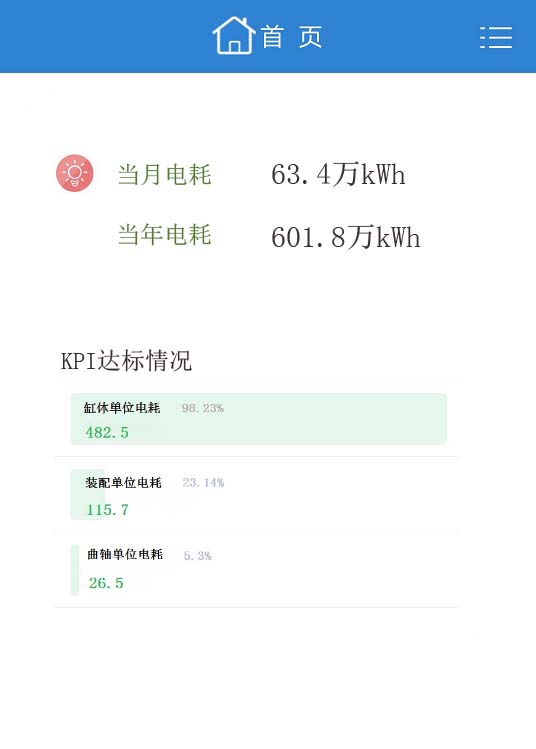 首 页
当月电耗 63.4万kWh
当年电耗 601.8万kWh
KPI达标情况
缸体单位电耗 98.23%
482.5
装配单位电耗 23.14%
115.7
曲轴单位电耗 5.3%
26.5